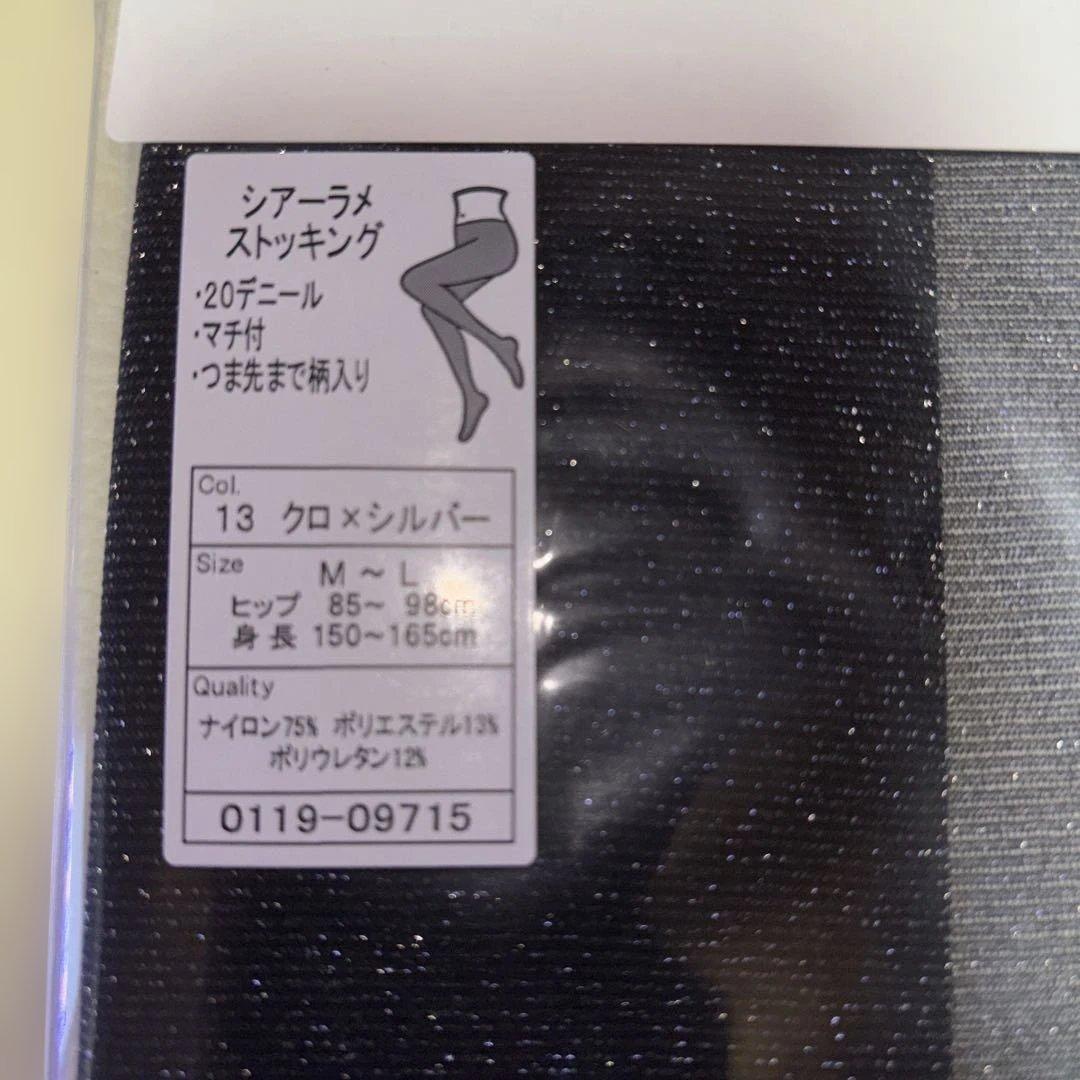 シアーラメ
ストッキング
・20デニール
・マチ付
・つま先まで柄入り
Col.
13 クロ×シルバー
Size
M ～ L
ヒップ 85～ 98cm
身長 150～165cm
Quality
ナイロン75% ポリエステル13%
ポリウレタン12%
0119-09715